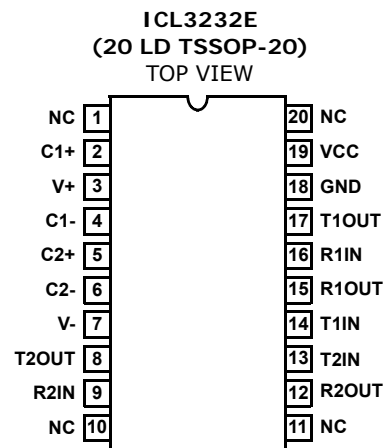 ICL3232E
(20 LD TSSOP-20)
TOP VIEW
NC 1 20 NC
C1+ 2 19 VCC
V+ 3 18 GND
C1- 4 17 T1OUT
C2+ 5 16 R1IN
C2- 6 15 R1OUT
V- 7 14 T1IN
T2OUT 8 13 T2IN
R2IN 9 12 R2OUT
NC 10 11 NC